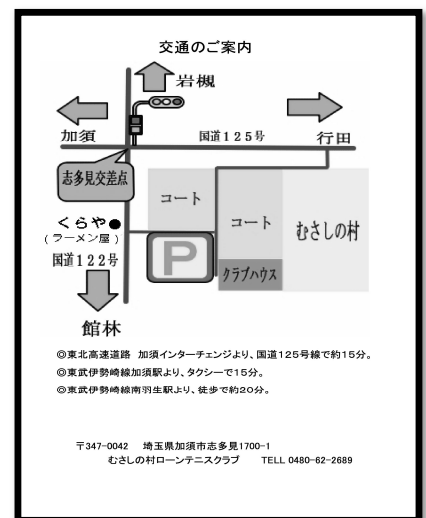 交通のご案内
岩槻
加須
国道125号
行田
志多見交差点
コート
コート
むさしの村
くらや●
(ラーメン屋)
国道122号
P
クラブハウス
館林
◎東北高速道路 加須インターチェンジより、国道125号線で約15分。
◎東武伊勢崎線加須駅より、タクシーで15分。
◎東武伊勢崎線南羽生駅より、徒歩で約20分。
〒347-0042 埼玉県加須市志多見1700-1
むさしの村ローンテニスクラブ TELL 0480-62-2689